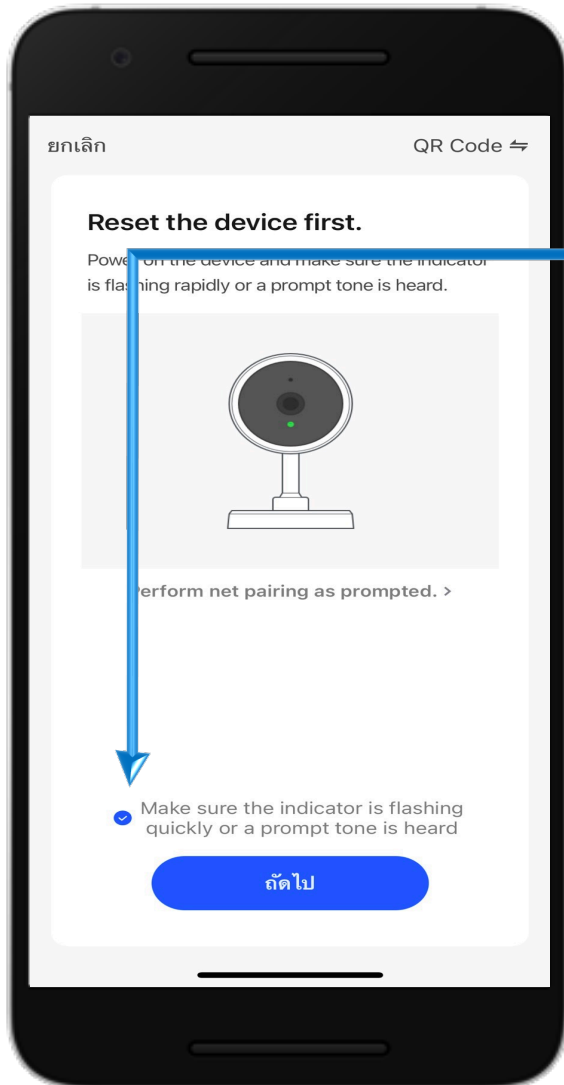 ยกเลิก QR Code ⇋
Reset the device first.
Power on the device and make sure the indicator
is flashing rapidly or a prompt tone is heard.
Perform net pairing as prompted. >
Make sure the indicator is flashing
quickly or a prompt tone is heard
ถัดไป